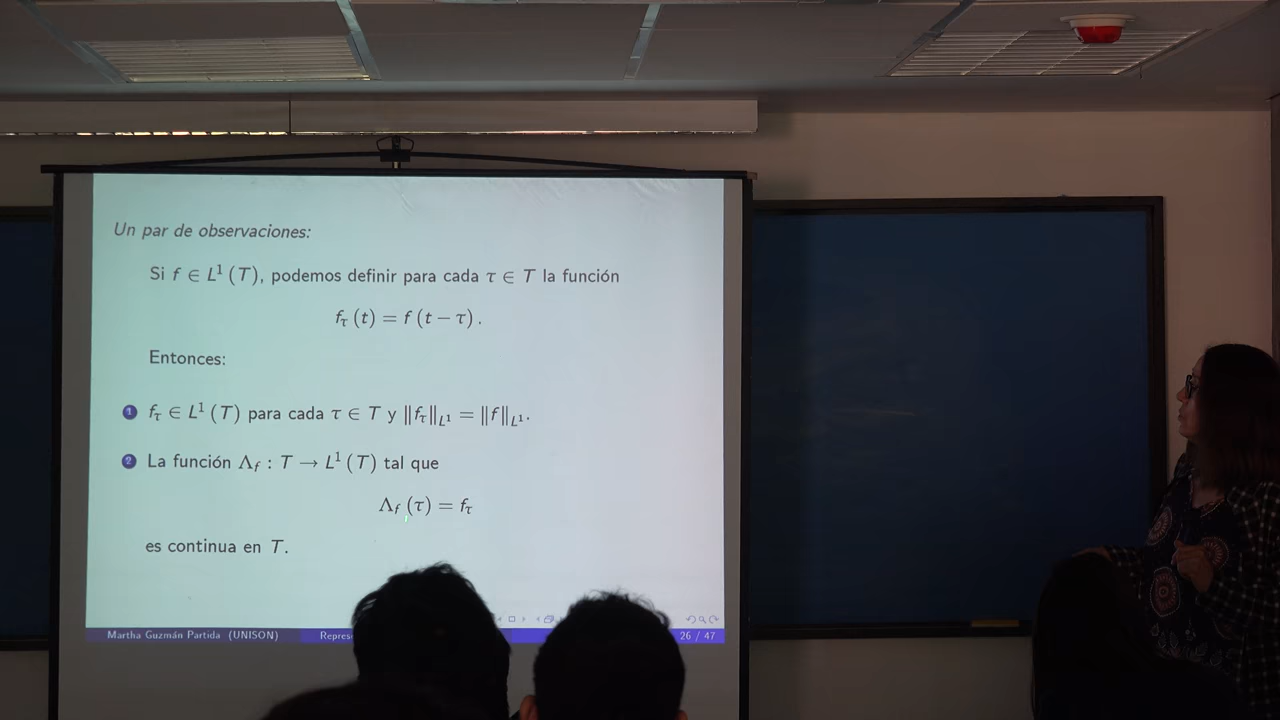 Un par de observaciones:
Si f ∈ L¹ (T), podemos definir para cada τ ∈ T la función
f_τ (t) = f (t − τ) .
Entonces:
1 f_τ ∈ L¹ (T) para cada τ ∈ T y ‖f_τ‖_L¹ = ‖f‖_L¹.
2 La función Λ_f : T → L¹ (T) tal que
Λ_f (τ) = f_τ
es continua en T.
Martha Guzmán Partida (UNISON)
26 / 47